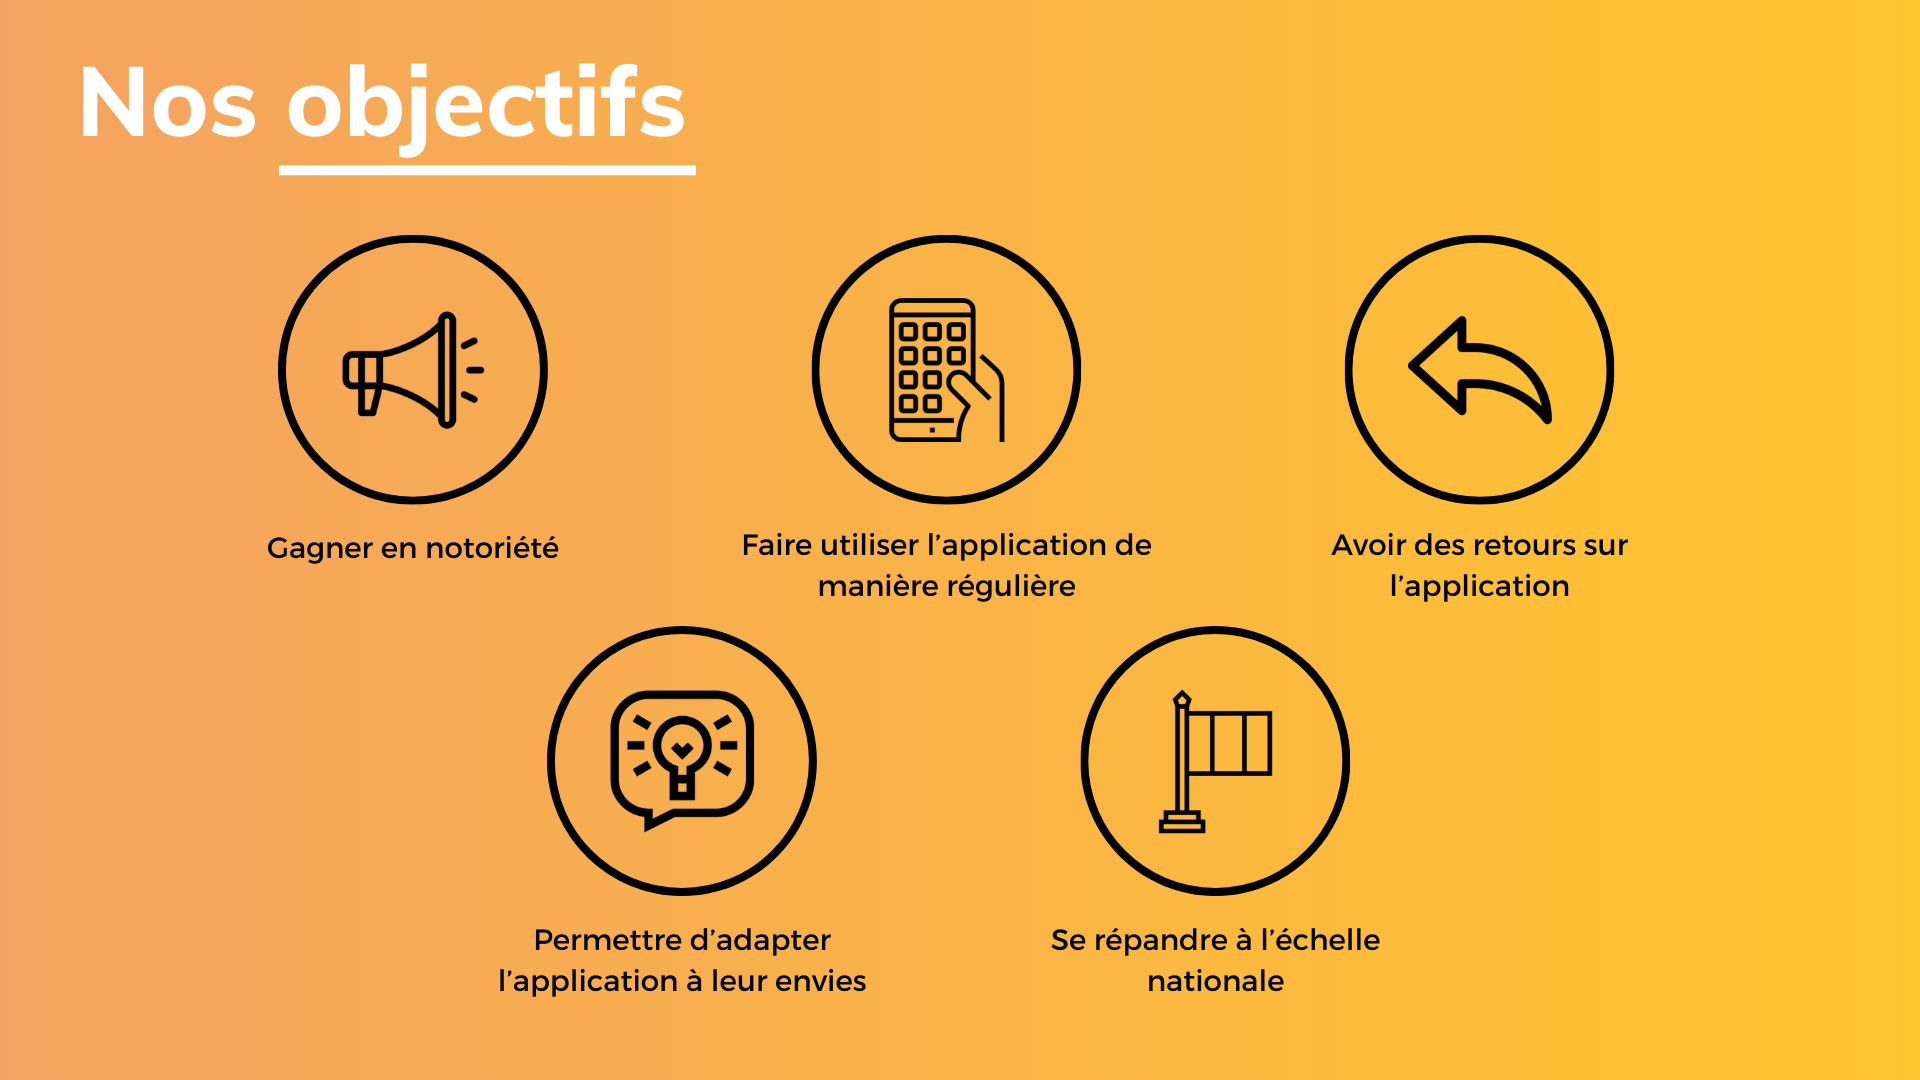 Nos objectifs
Gagner en notoriété
Faire utiliser l’application de
manière régulière
Avoir des retours sur
l’application
Permettre d’adapter
l’application à leur envies
Se répandre à l’échelle
nationale